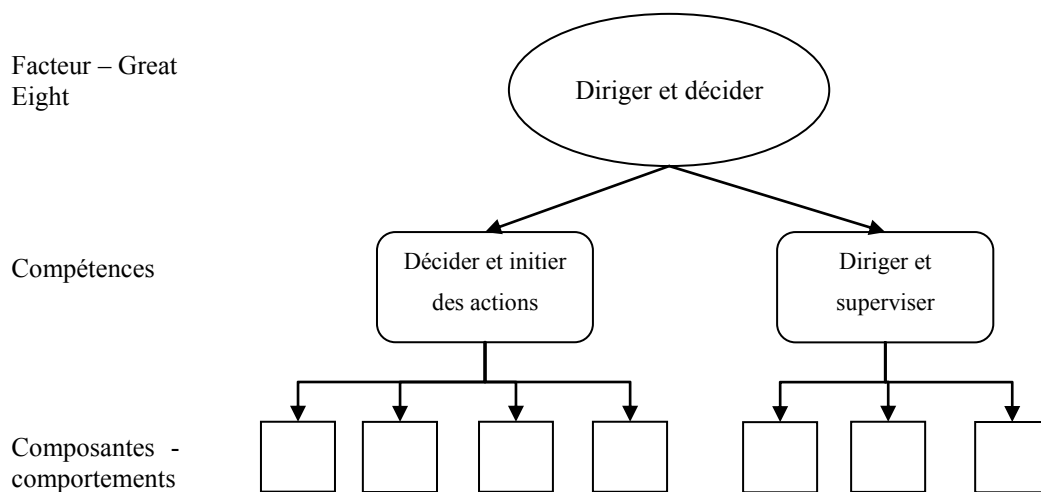 Facteur – Great
Eight
Diriger et décider
Compétences
Décider et initier
des actions
Diriger et
superviser
Composantes -
comportements